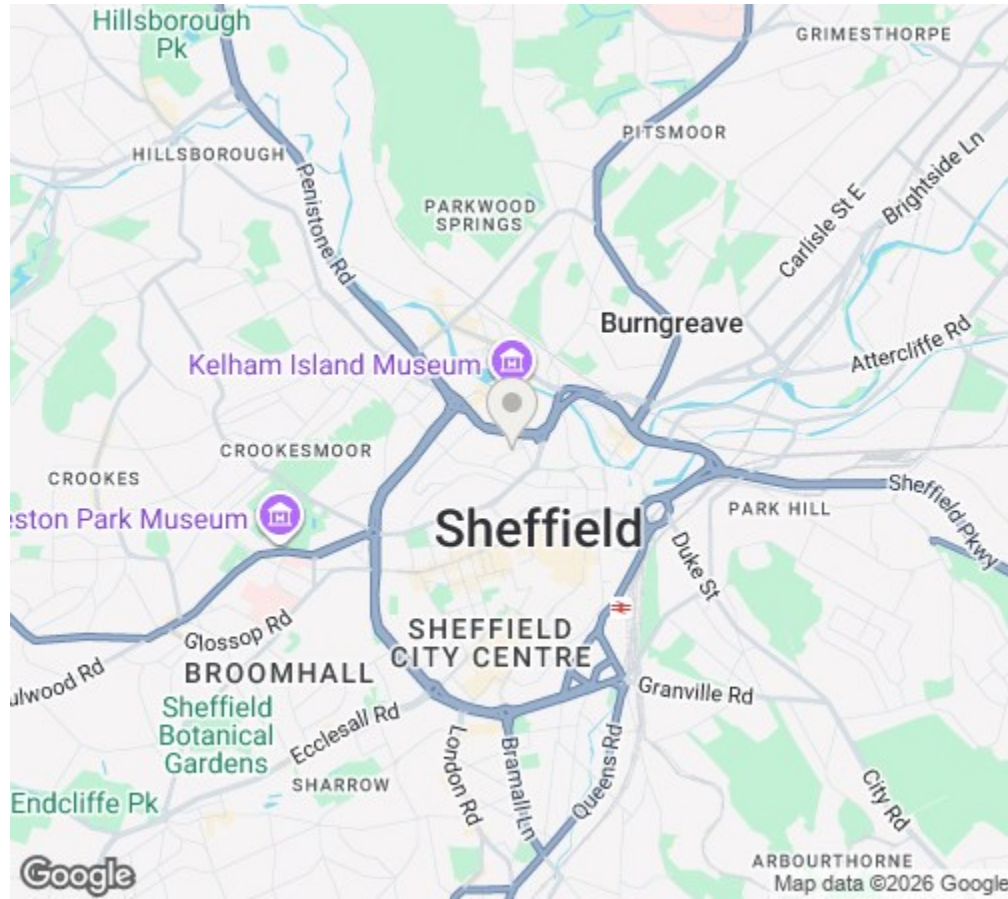 Hillsborough
Pk
GRIMESTHORPE
PITSMOOR
HILLSBOROUGH
Brightside Ln
Penistone Rd
PARKWOOD
SPRINGS
Carlisle St E
Burngreave
Attercliffe Rd
Kelham Island Museum
CROOKESMOOR
CROOKES
eston Park Museum
Sheffield
PARK HILL
Sheffield Pkwy
Duke St
SHEFFIELD
CITY CENTRE
Glossop Rd
BROOMHALL
ulwood Rd
Granville Rd
Sheffield
Botanical
Gardens
Ecclesall Rd
London Rd
Bramall Ln
Queens Rd
SHARROW
City Rd
Endcliffe Pk
ARBOURTHORNE
Google
Map data ©2026 Google